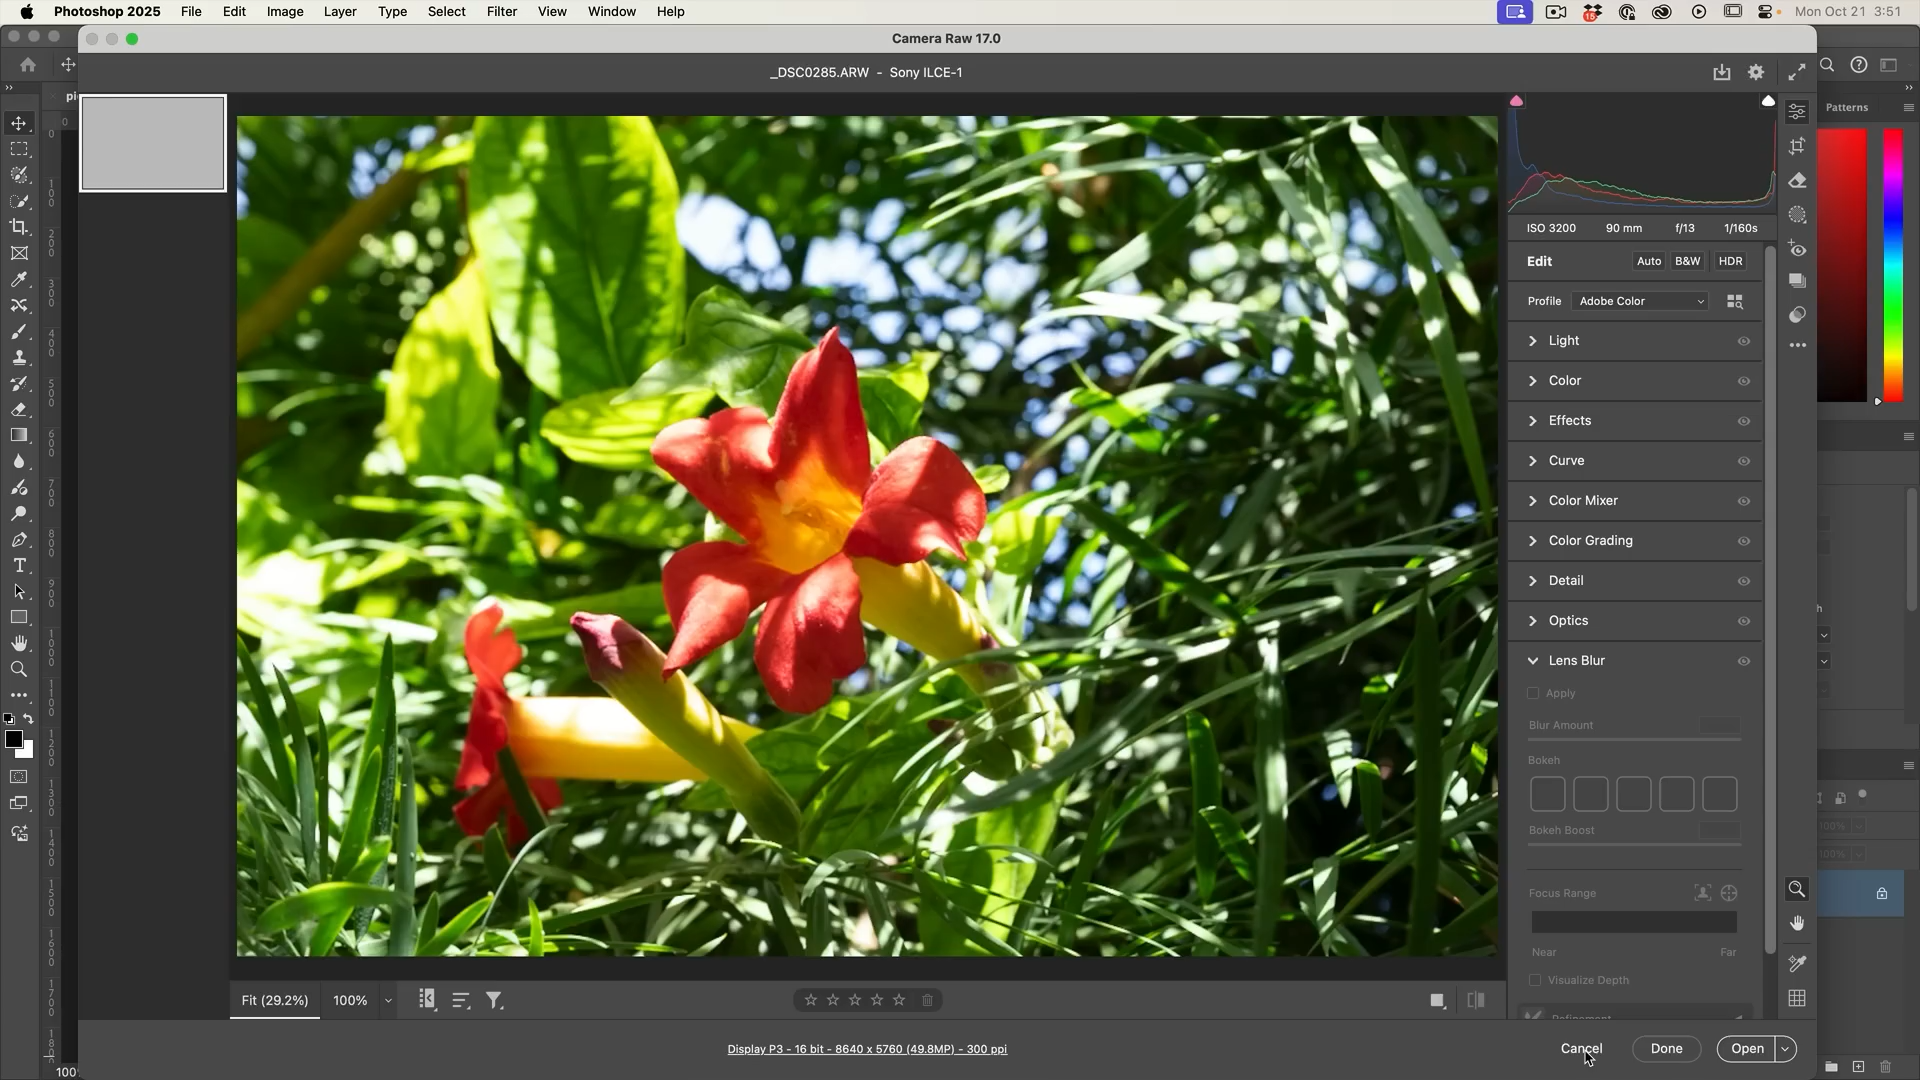 Photoshop 2025 File Edit Image Layer Type Select Filter View Window Help 15 Mon Oct 21 3:51
Camera Raw 17.0
_DSC0285.ARW - Sony ILCE-1
Patterns
ISO 3200 90 mm f/13 1/160s
Edit Auto B&W HDR
Profile Adobe Color
Light
Color
Effects
Curve
Color Mixer
Color Grading
Detail
Optics
Lens Blur
Apply
Blur Amount
Bokeh
Bokeh Boost
Focus Range
Near Far
Visualize Depth
Refinement
Fit (29.2%) 100%
Display P3 - 16 bit - 8640 x 5760 (49.8MP) - 300 ppi
Cancel Done Open